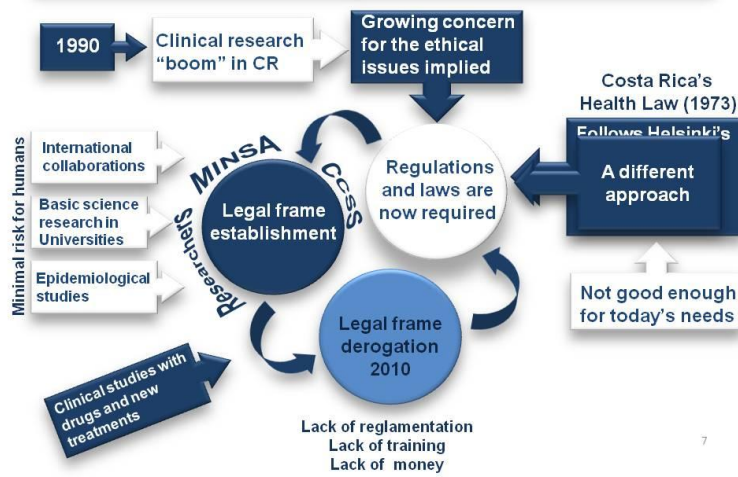 1990
Clinical research
“boom” in CR
Growing concern
for the ethical
issues implied
Costa Rica’s
Health Law (1973)
Follows Helsinki’s
A different
approach
Not good enough
for today’s needs
Regulations
and laws are
now required
MINSA
CCSS
Researchers
Legal frame
establishment
Minimal risk for humans
International
collaborations
Basic science
research in
Universities
Epidemiological
studies
Legal frame
derogation
2010
Clinical studies with
drugs and new
treatments
Lack of reglamentation
Lack of training
Lack of money
7